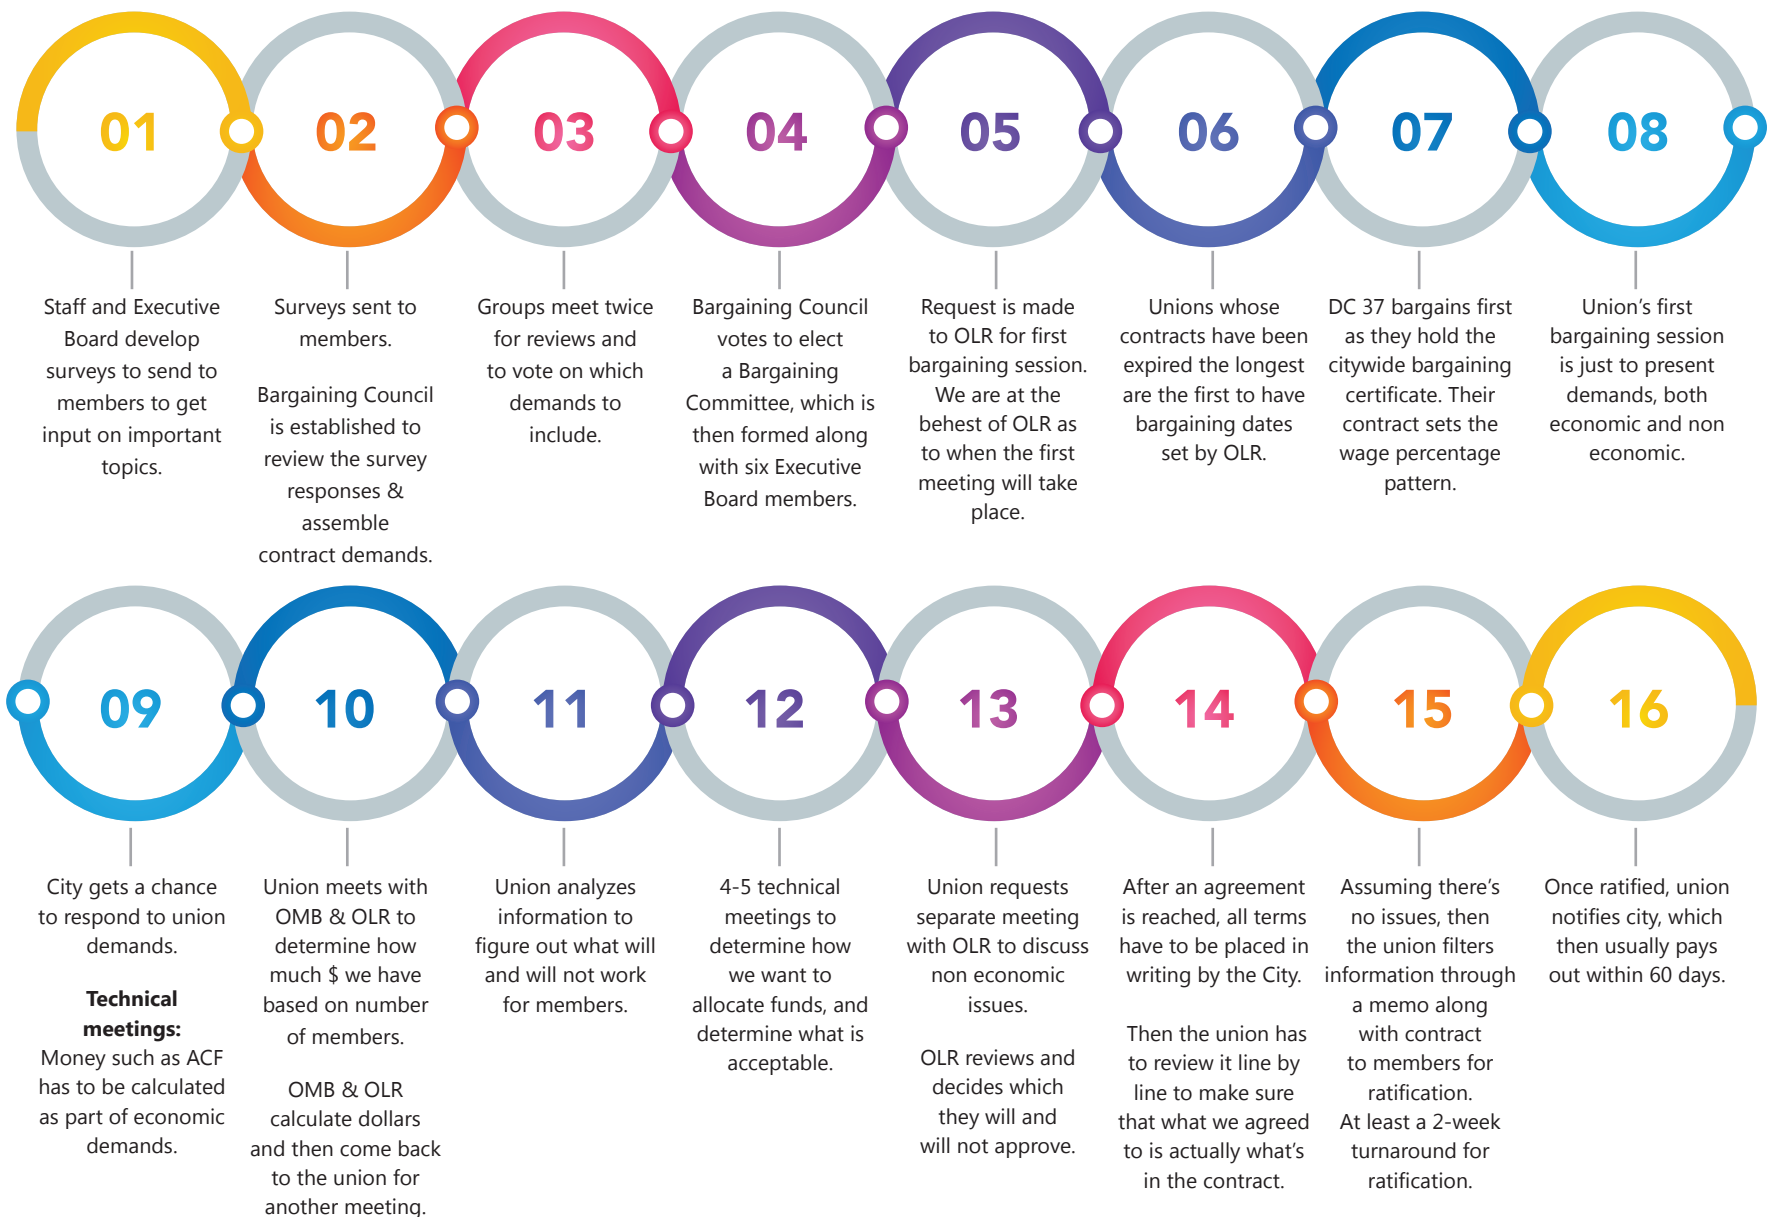 01
02
03
04
05
06
07
08
Staff and Executive
Board develop
surveys to send to
members to get
input on important
topics.
Surveys sent to
members.
Bargaining Council
is established to
review the survey
responses &
assemble
contract demands.
Groups meet twice
for reviews and
to vote on which
demands to
include.
Bargaining Council
votes to elect
a Bargaining
Committee, which is
then formed along
with six Executive
Board members.
Request is made
to OLR for first
bargaining session.
We are at the
behest of OLR as
to when the first
meeting will take
place.
Unions whose
contracts have been
expired the longest
are the first to have
bargaining dates
set by OLR.
DC 37 bargains first
as they hold the
citywide bargaining
certificate. Their
contract sets the
wage percentage
pattern.
Union's first
bargaining session
is just to present
demands, both
economic and non
economic.
09
10
11
12
13
14
15
16
City gets a chance
to respond to union
demands.
Technical
meetings:
Money such as ACF
has to be calculated
as part of economic
demands.
Union meets with
OMB & OLR to
determine how
much $ we have
based on number
of members.
OMB & OLR
calculate dollars
and then come back
to the union for
another meeting.
Union analyzes
information to
figure out what will
and will not work
for members.
4-5 technical
meetings to
determine how
we want to
allocate funds, and
determine what is
acceptable.
Union requests
separate meeting
with OLR to discuss
non economic
issues.
OLR reviews and
decides which
they will and
will not approve.
After an agreement
is reached, all terms
have to be placed in
writing by the City.
Then the union has
to review it line by
line to make sure
that what we agreed
to is actually what's
in the contract.
Assuming there's
no issues, then
the union filters
information through
a memo along
with contract
to members for
ratification.
At least a 2-week
turnaround for
ratification.
Once ratified, union
notifies city, which
then usually pays
out within 60 days.